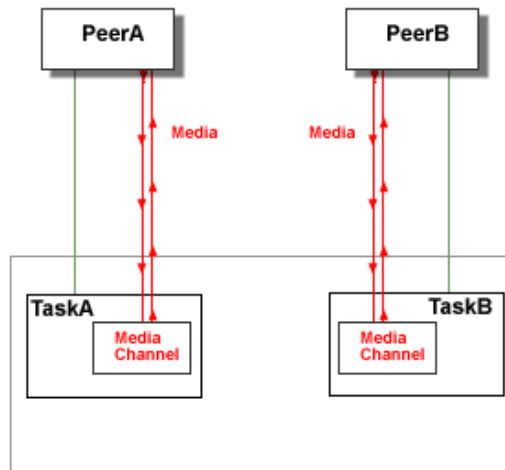 PeerA
PeerB
Media
Media
TaskA
TaskB
Media
Channel
Media
Channel